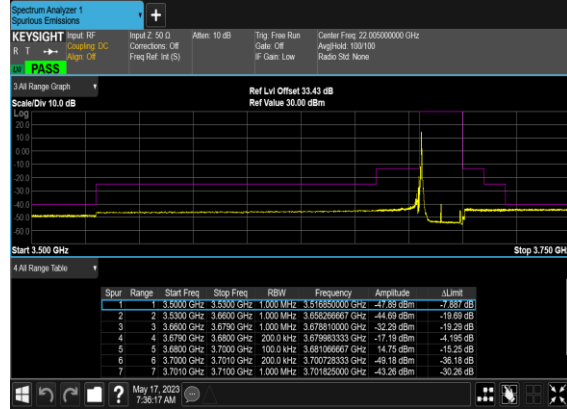 Spectrum Analyzer 1
Spurious Emissions
+
KEYSIGHT Input: RF Input Z: 50 Ω Atten: 10 dB Trig: Free Run Center Freq: 22.005000000 GHz
R T Coupling: DC Corrections: Off Gate: Off Avg|Hold: 100/100
Align: Off Freq Ref: Int (S) IF Gain: Low Radio Std: None
PASS
3 All Range Graph
Ref Lvl Offset 33.43 dB
Scale/Div 10.0 dB Ref Value 30.00 dBm
Log
20.0
10.0
0.00
-10.0
-20.0
-30.0
-40.0
-50.0
-60.0
Start 3.500 GHz Stop 3.750 GHz
4 All Range Table
Spur Range Start Freq Stop Freq RBW Frequency Amplitude ΔLimit
1 1 3.5000 GHz 3.5300 GHz 1.000 MHz 3.516850000 GHz -47.89 dBm -7.887 dB
2 2 3.5300 GHz 3.6600 GHz 1.000 MHz 3.658266667 GHz -44.69 dBm -19.69 dB
3 3 3.6600 GHz 3.6790 GHz 1.000 MHz 3.678810000 GHz -32.29 dBm -19.29 dB
4 4 3.6790 GHz 3.6800 GHz 200.0 kHz 3.679983333 GHz -17.19 dBm -4.195 dB
5 5 3.6800 GHz 3.7000 GHz 100.0 kHz 3.681066667 GHz 14.75 dBm -15.25 dB
6 6 3.7000 GHz 3.7010 GHz 200.0 kHz 3.700728333 GHz -49.18 dBm -36.18 dB
7 7 3.7010 GHz 3.7100 GHz 1.000 MHz 3.701825000 GHz -43.26 dBm -30.26 dB
? May 17, 2023
7:36:17 AM